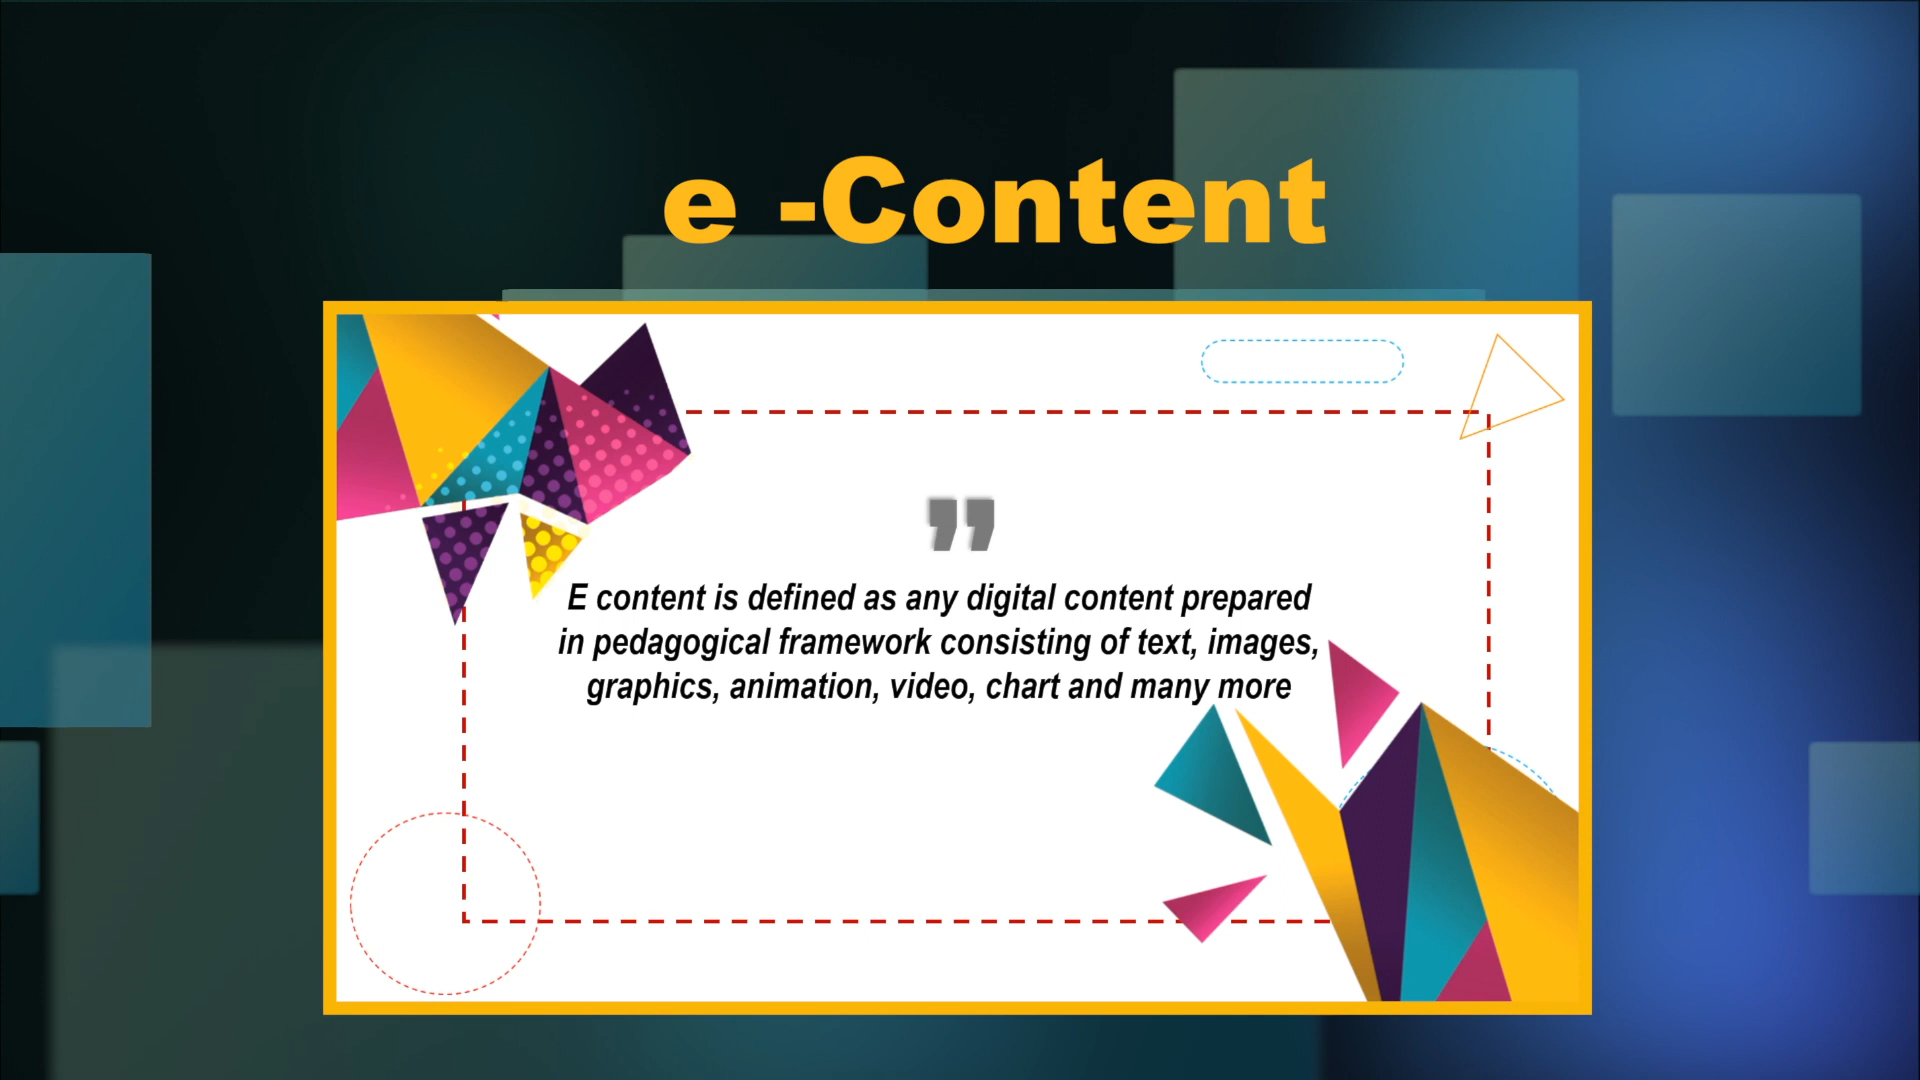 e -Content
”
E content is defined as any digital content prepared
in pedagogical framework consisting of text, images,
graphics, animation, video, chart and many more